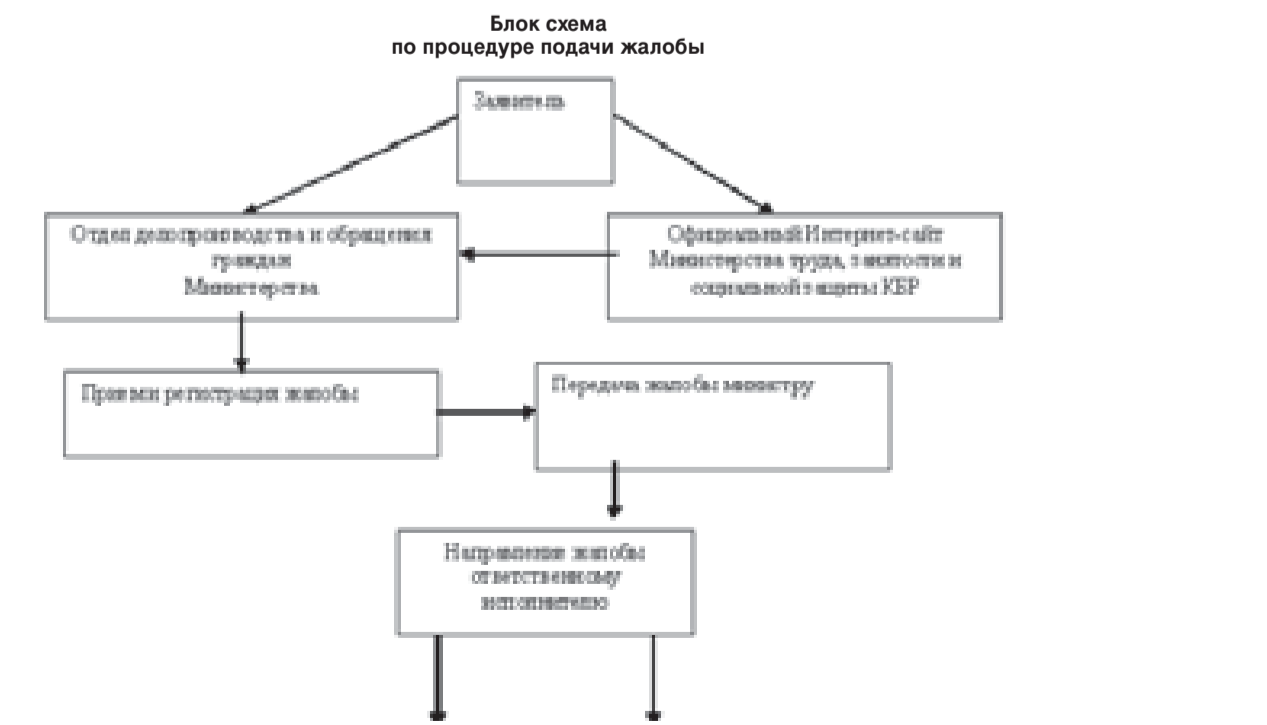 Блок схема
по процедуре подачи жалобы
Заявитель
Отдел делопроизводства и обращения
граждан
Министерства
Официальный Интернет-сайт
Министерства труда, занятости и
социальной защиты КБР
Прием и регистрация жалобы
Передача жалобы министру
Направление жалобы
ответственному
исполнителю